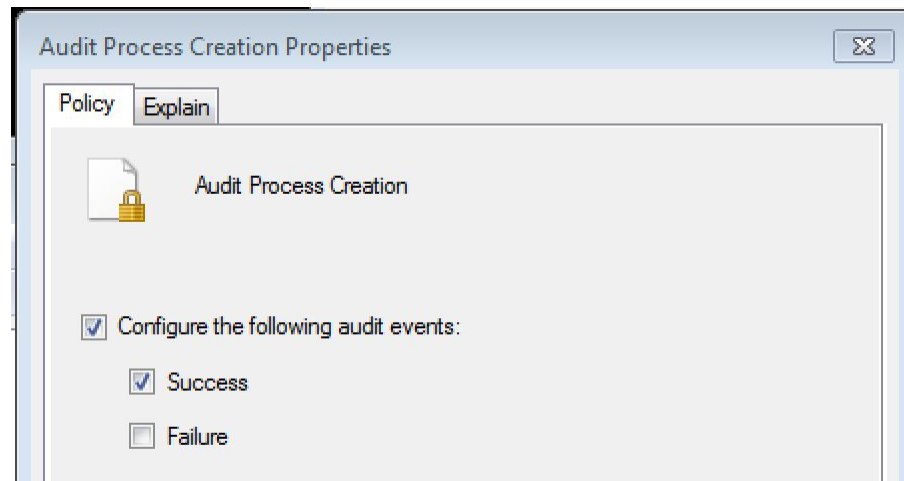 Audit Process Creation Properties
Policy
Explain
Audit Process Creation
Configure the following audit events:
Success
Failure